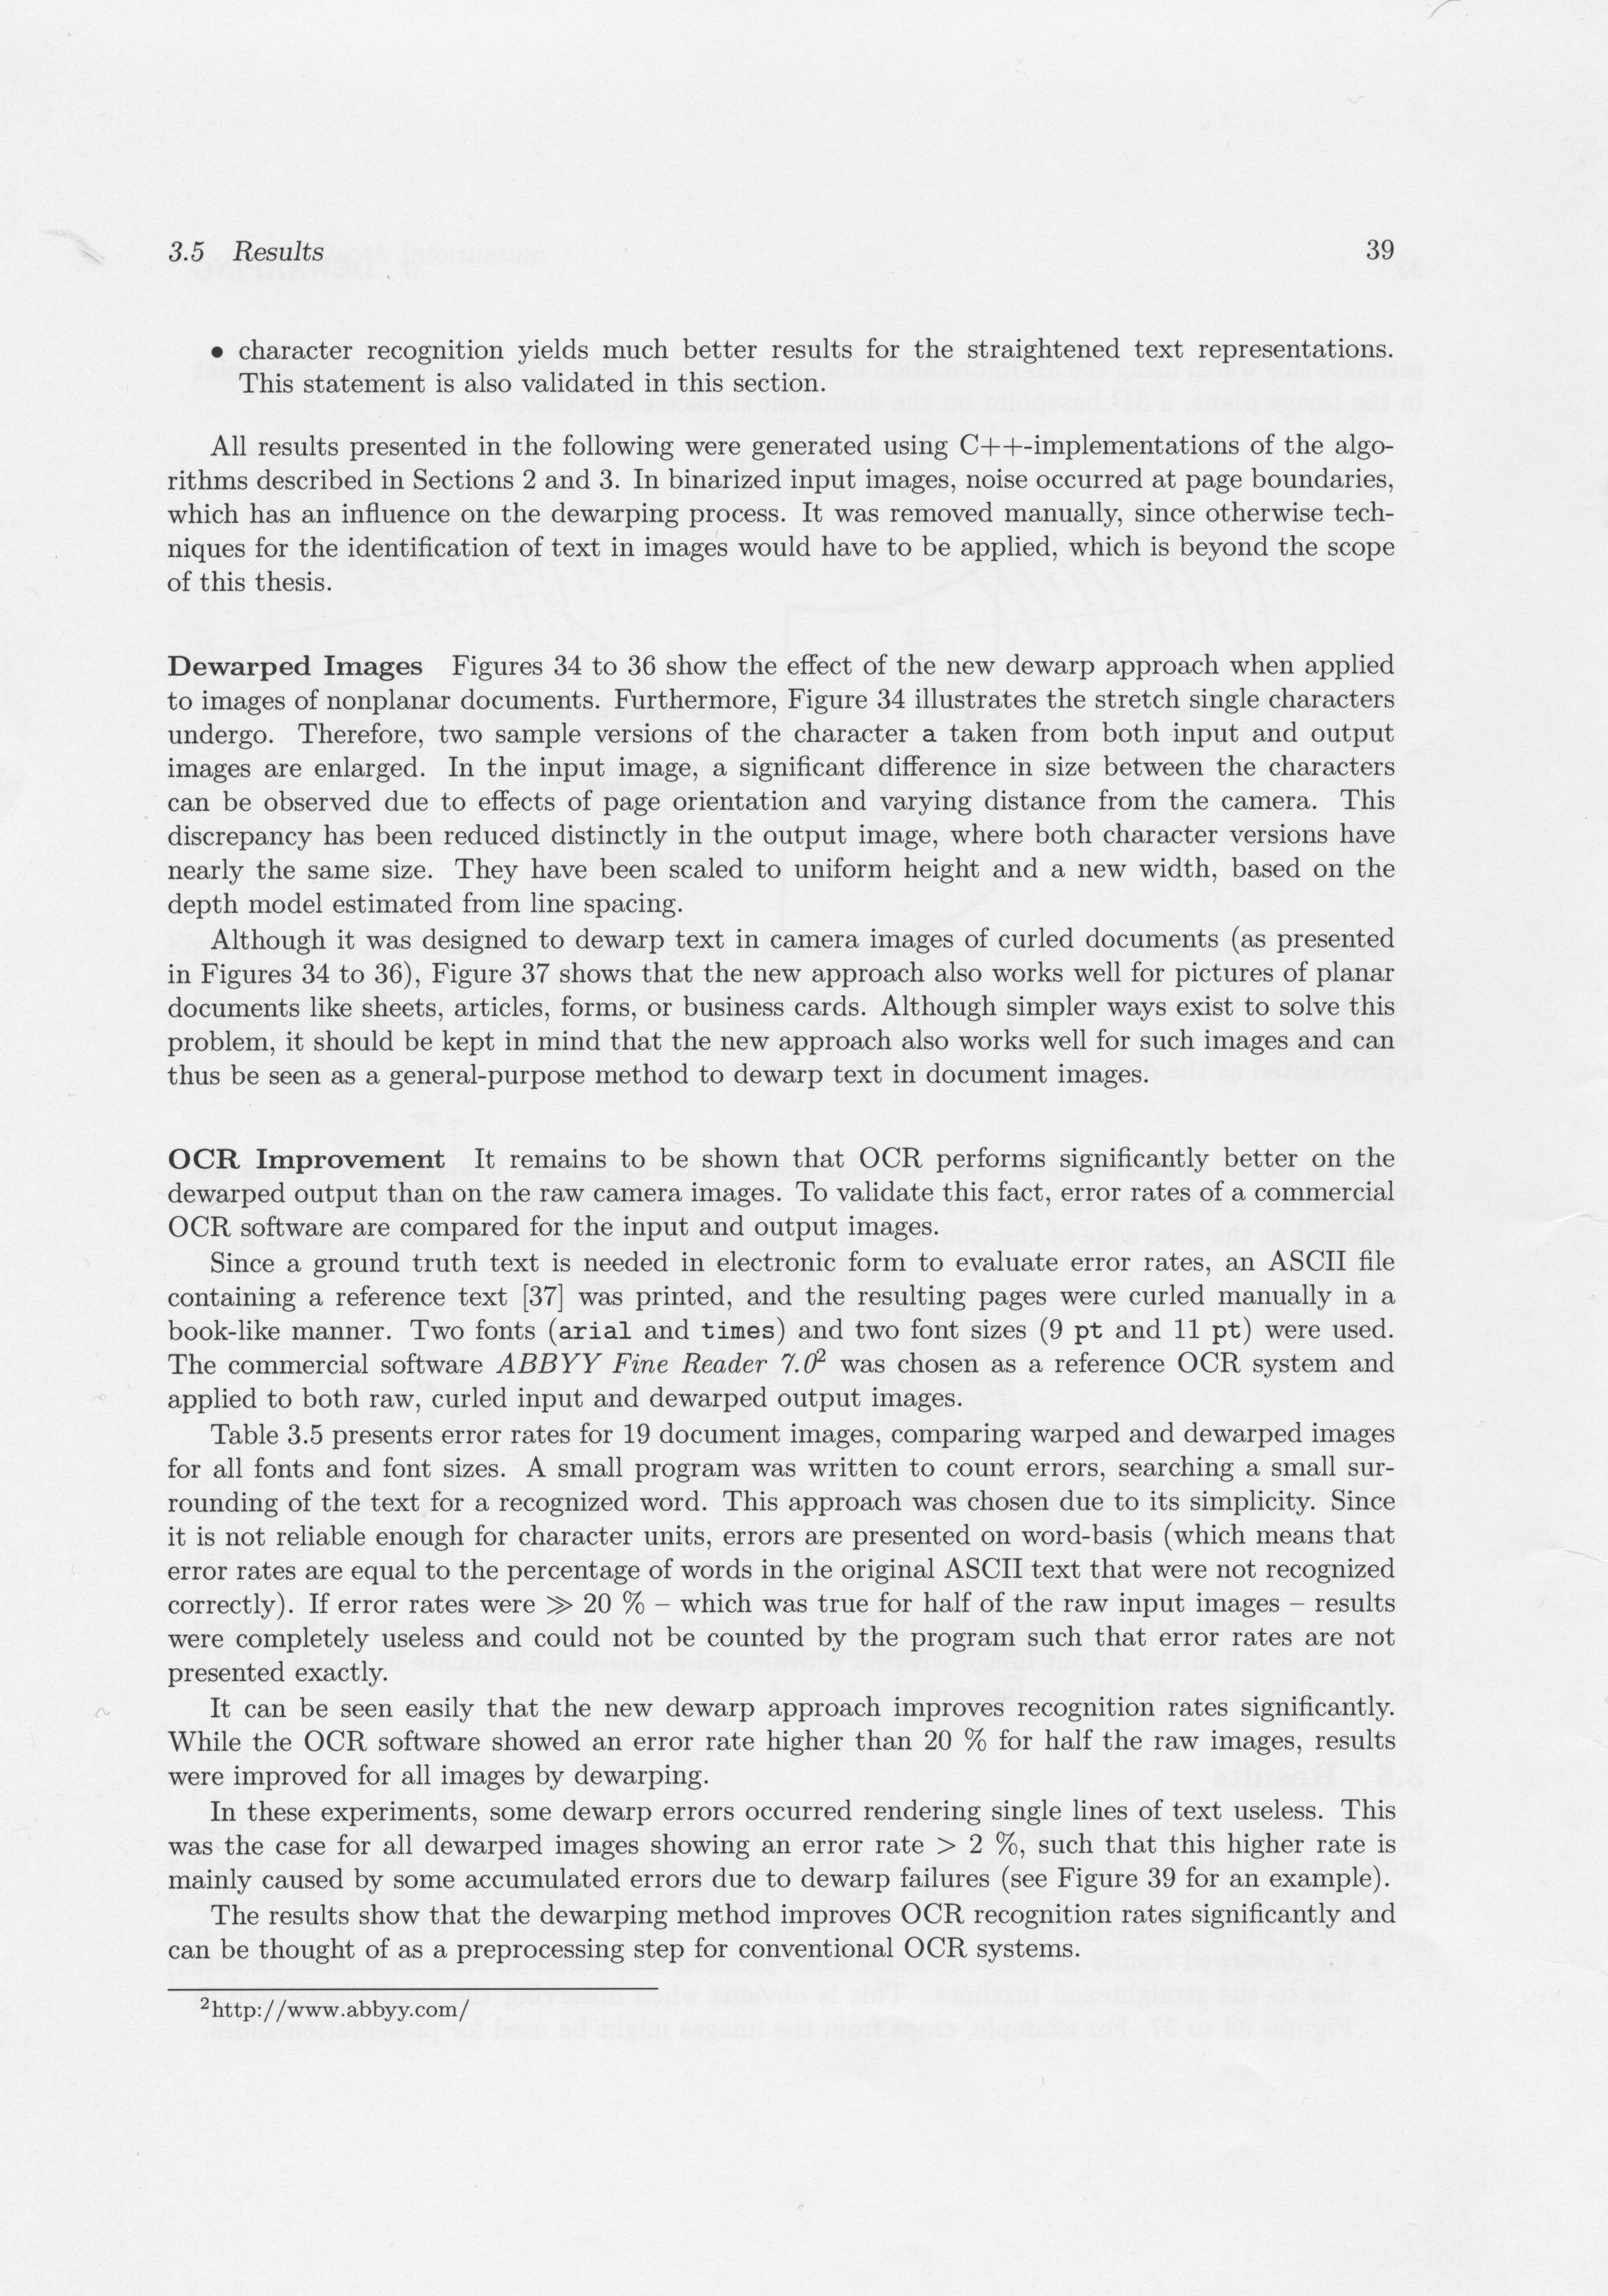 3.5 Results 39
• character recognition yields much better results for the straightened text representations.
This statement is also validated in this section.
All results presented in the following were generated using C++-implementations of the algo-
rithms described in Sections 2 and 3. In binarized input images, noise occurred at page boundaries,
which has an influence on the dewarping process. It was removed manually, since otherwise tech-
niques for the identification of text in images would have to be applied, which is beyond the scope
of this thesis.
Dewarped Images Figures 34 to 36 show the effect of the new dewarp approach when applied
to images of nonplanar documents. Furthermore, Figure 34 illustrates the stretch single characters
undergo. Therefore, two sample versions of the character a taken from both input and output
images are enlarged. In the input image, a significant difference in size between the characters
can be observed due to effects of page orientation and varying distance from the camera. This
discrepancy has been reduced distinctly in the output image, where both character versions have
nearly the same size. They have been scaled to uniform height and a new width, based on the
depth model estimated from line spacing.
Although it was designed to dewarp text in camera images of curled documents (as presented
in Figures 34 to 36), Figure 37 shows that the new approach also works well for pictures of planar
documents like sheets, articles, forms, or business cards. Although simpler ways exist to solve this
problem, it should be kept in mind that the new approach also works well for such images and can
thus be seen as a general-purpose method to dewarp text in document images.
OCR Improvement It remains to be shown that OCR performs significantly better on the
dewarped output than on the raw camera images. To validate this fact, error rates of a commercial
OCR software are compared for the input and output images.
Since a ground truth text is needed in electronic form to evaluate error rates, an ASCII file
containing a reference text [37] was printed, and the resulting pages were curled manually in a
book-like manner. Two fonts (arial and times) and two font sizes (9 pt and 11 pt) were used.
The commercial software ABBYY Fine Reader 7.0² was chosen as a reference OCR system and
applied to both raw, curled input and dewarped output images.
Table 3.5 presents error rates for 19 document images, comparing warped and dewarped images
for all fonts and font sizes. A small program was written to count errors, searching a small sur-
rounding of the text for a recognized word. This approach was chosen due to its simplicity. Since
it is not reliable enough for character units, errors are presented on word-basis (which means that
error rates are equal to the percentage of words in the original ASCII text that were not recognized
correctly). If error rates were ≫ 20 % – which was true for half of the raw input images – results
were completely useless and could not be counted by the program such that error rates are not
presented exactly.
It can be seen easily that the new dewarp approach improves recognition rates significantly.
While the OCR software showed an error rate higher than 20 % for half the raw images, results
were improved for all images by dewarping.
In these experiments, some dewarp errors occurred rendering single lines of text useless. This
was the case for all dewarped images showing an error rate > 2 %, such that this higher rate is
mainly caused by some accumulated errors due to dewarp failures (see Figure 39 for an example).
The results show that the dewarping method improves OCR recognition rates significantly and
can be thought of as a preprocessing step for conventional OCR systems.
²http://www.abbyy.com/